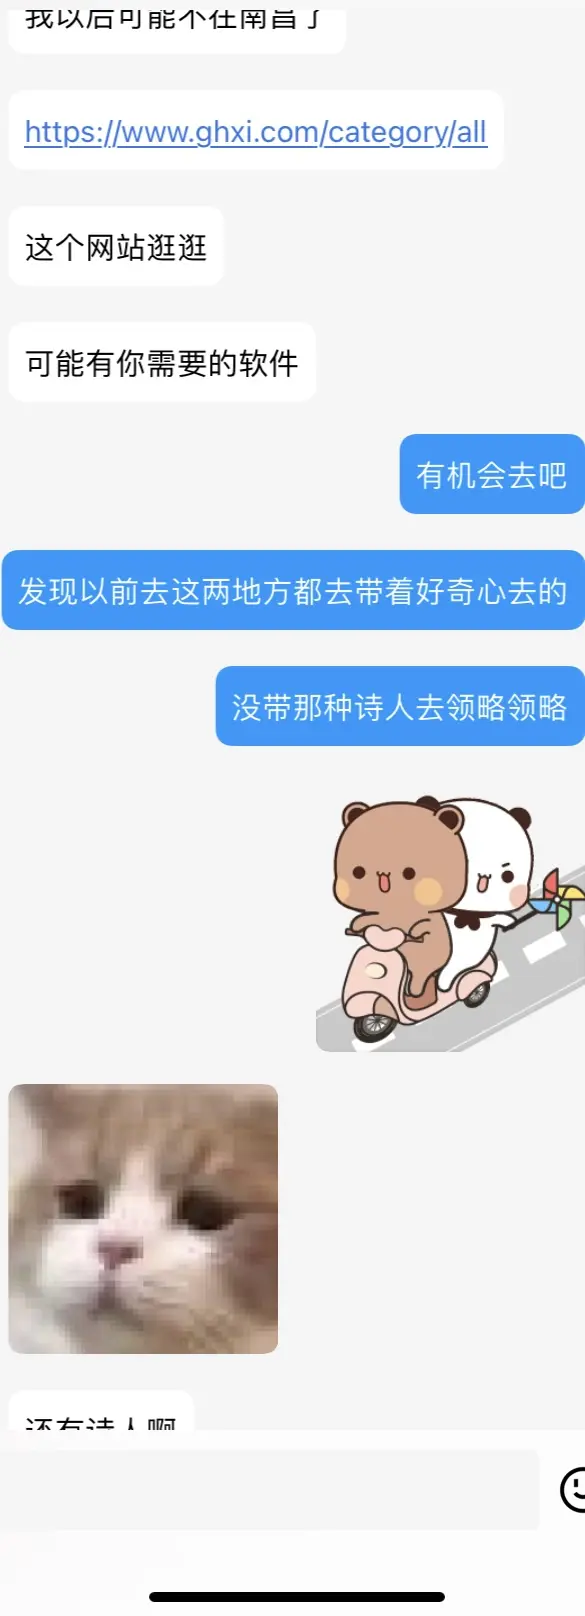 我以后可能不在南昌了
https://www.ghxi.com/category/all
这个网站逛逛
可能有你需要的软件
有机会去吧
发现以前去这两地方都去带着好奇心去的
没带那种诗人去领略领略
还有诗人啊